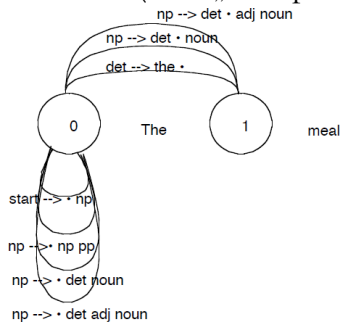 np --> det • adj noun
np --> det • noun
det --> the •
0 The 1 meal
start --> • np
np --> • np pp
np --> • det noun
np --> • det adj noun